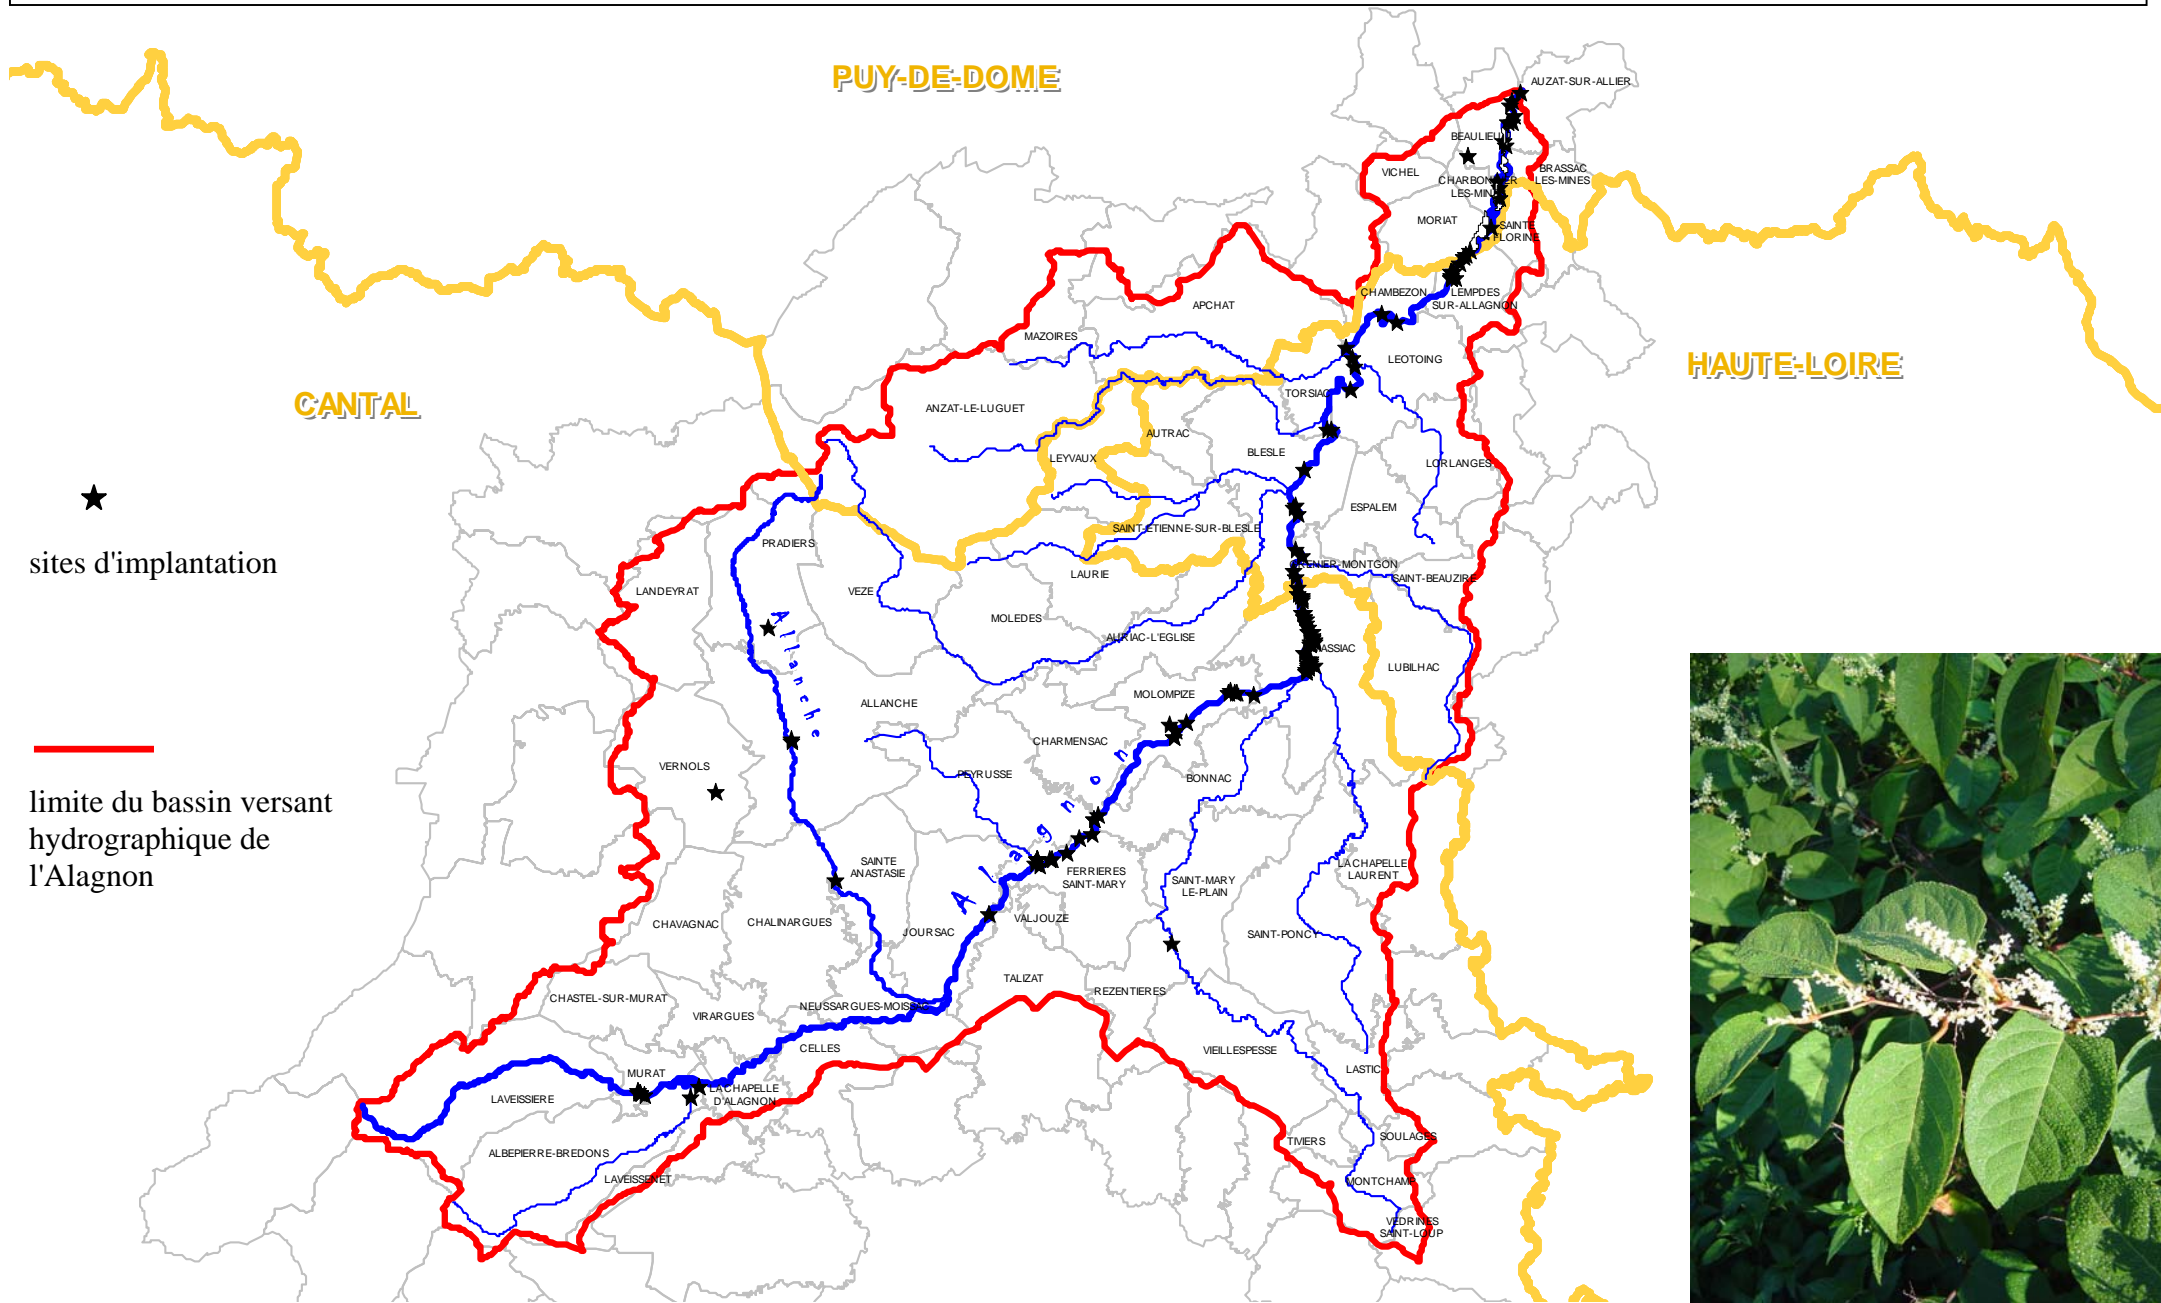 PUY-DE-DOME
AUZAT-SUR-ALLIER
BEAULIEU
BRASSAC
LES-MINES
VICHEL
MORIAT
SAINTE
FLORINE
CHAMBEZON
LEMPDES
SUR-ALLAGNON
APCHAT
MAZOIRES
LEOTOING
HAUTE-LOIRE
CANTAL
TORSIAC
ANZAT-LE-LUGUET
AUTRAC
LEYVAUX
BLESLE
LORLANGES
ESPALEM
SAINT-ETIENNE-SUR-BLESLE
PRADIERS
sites d'implantation
LAURIE
SAINT-BEAUZIRE
LANDEYRAT
VEZE
MOLEDES
AURIAC-L'EGLISE
Allanche
LUBILHAC
MOLOMPIZE
ALLANCHE
CHARMENSAC
VERNOLS
PEYRUSSE
BONNAC
Alagnon
limite du bassin versant
hydrographique de
l'Alagnon
SAINTE
ANASTASIE
FERRIERES
SAINT-MARY
SAINT-MARY
LE-PLAIN
LA CHAPELLE
LAURENT
CHAVAGNAC
CHALINARGUES
JOURSAC
VALJOUZE
SAINT-PONCY
TALIZAT
REZENTIERES
CHASTEL-SUR-MURAT
VIRARGUES
CELLES
VIEILLESPESSE
MURAT
LA CHAPELLE
D'ALAGNON
LASTIC
LAVEISSIERE
ALBEPIERRE-BREDONS
LAVEISSENET
TIVIERS
SOULAGES
MONTCHAMP
VEDRINES
SAINT-LOUP